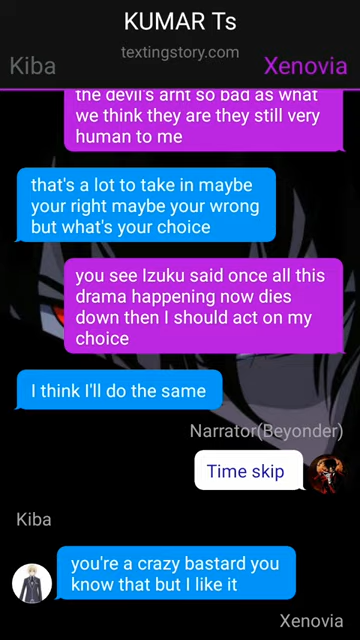 KUMAR Ts
textingstory.com
Kiba
Xenovia
the devil's arnt so bad as what
we think they are they still very
human to me
that's a lot to take in maybe
your right maybe your wrong
but what's your choice
you see Izuku said once all this
drama happening now dies
down then I should act on my
choice
I think I'll do the same
Narrator(Beyonder)
Time skip
Kiba
you're a crazy bastard you
know that but I like it
Xenovia